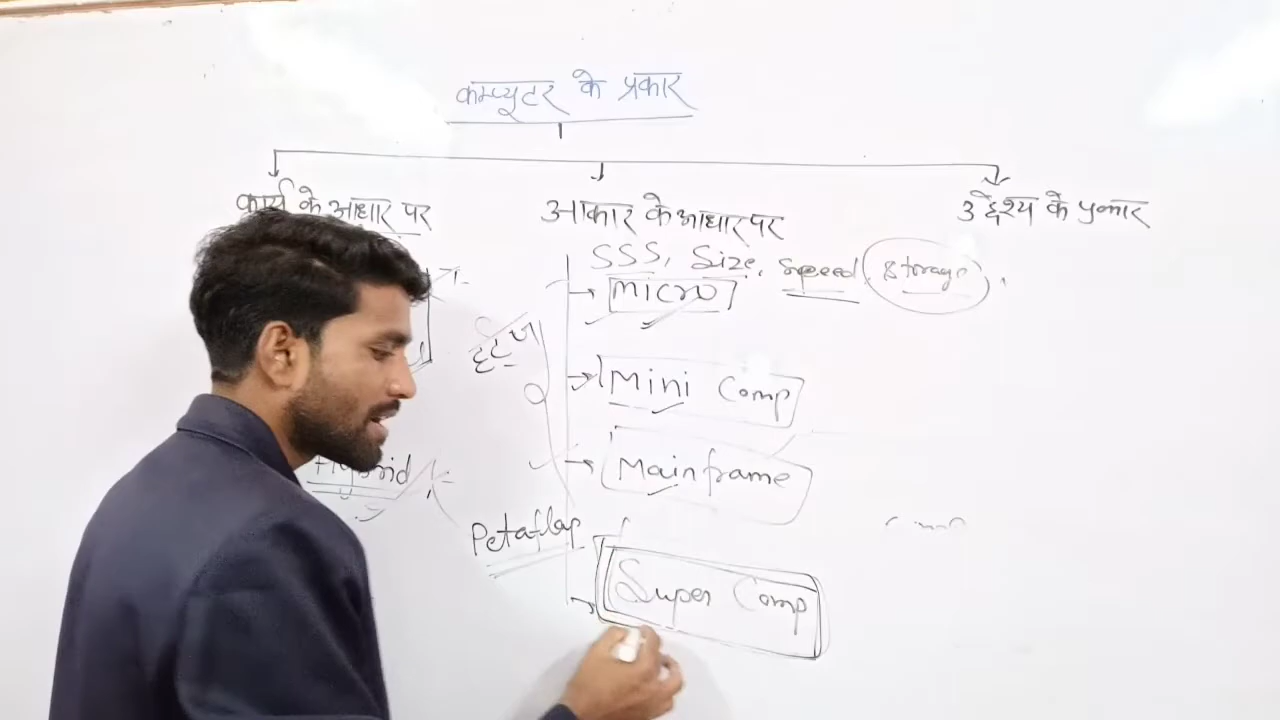 कम्प्यूटर के प्रकार
कार्य के आधार पर
आकार के आधार पर
उद्देश्य के प्रकार
SSS, Size, Speed, Storage
Micro
Mini Comp
Mainframe
Hybrid
Petaflop
Super Comp